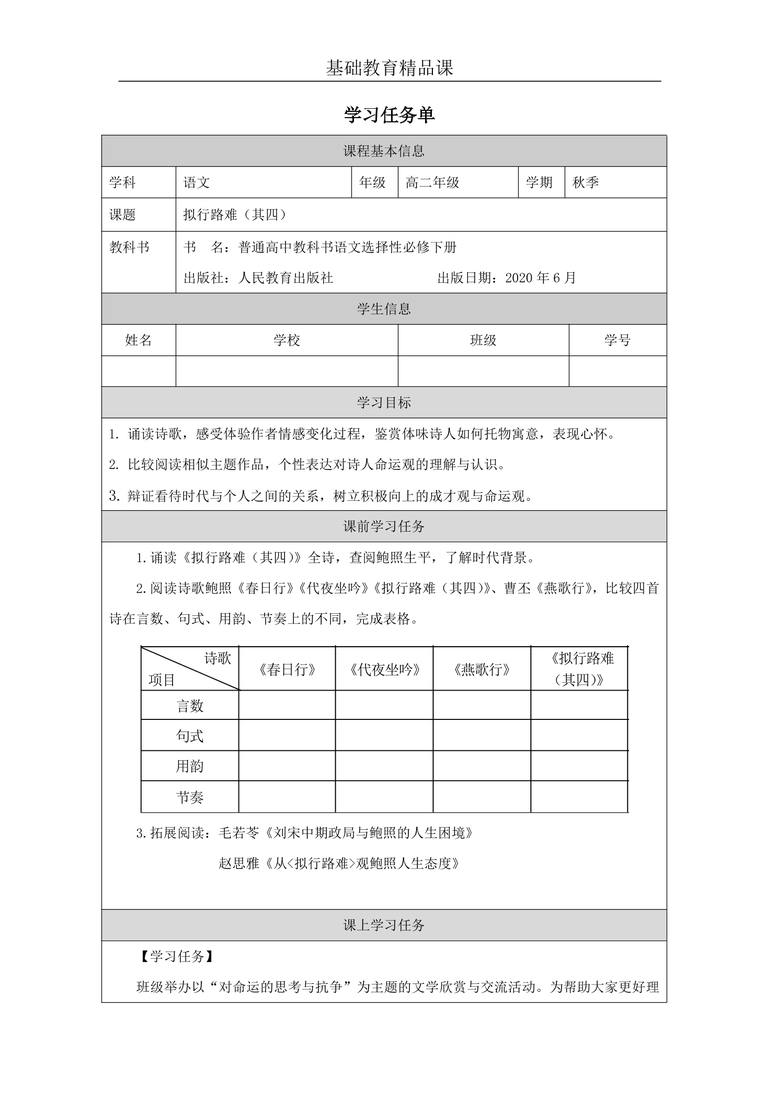 基础教育精品课
学习任务单
课程基本信息
学科 语文 年级 高二年级 学期 秋季
课题 拟行路难（其四）
教科书 书 名：普通高中教科书语文选择性必修下册
出版社：人民教育出版社 出版日期：2020 年 6 月
学生信息
姓名 学校 班级 学号
学习目标
1. 诵读诗歌，感受体验作者情感变化过程，鉴赏体味诗人如何托物寓意，表现心怀。
2. 比较阅读相似主题作品，个性表达对诗人命运观的理解与认识。
3. 辩证看待时代与个人之间的关系，树立积极向上的成才观与命运观。
课前学习任务
1.诵读《拟行路难（其四）》全诗，查阅鲍照生平，了解时代背景。
2.阅读诗歌鲍照《春日行》《代夜坐吟》《拟行路难（其四）》、曹丕《燕歌行》，比较四首
诗在言数、句式、用韵、节奏上的不同，完成表格。
诗歌
项目
《春日行》 《代夜坐吟》 《燕歌行》 《拟行路难
（其四）》
言数
句式
用韵
节奏
3.拓展阅读：毛若苓《刘宋中期政局与鲍照的人生困境》
赵思雅《从<拟行路难>观鲍照人生态度》
课上学习任务
【学习任务】
班级举办以“对命运的思考与抗争”为主题的文学欣赏与交流活动。为帮助大家更好理